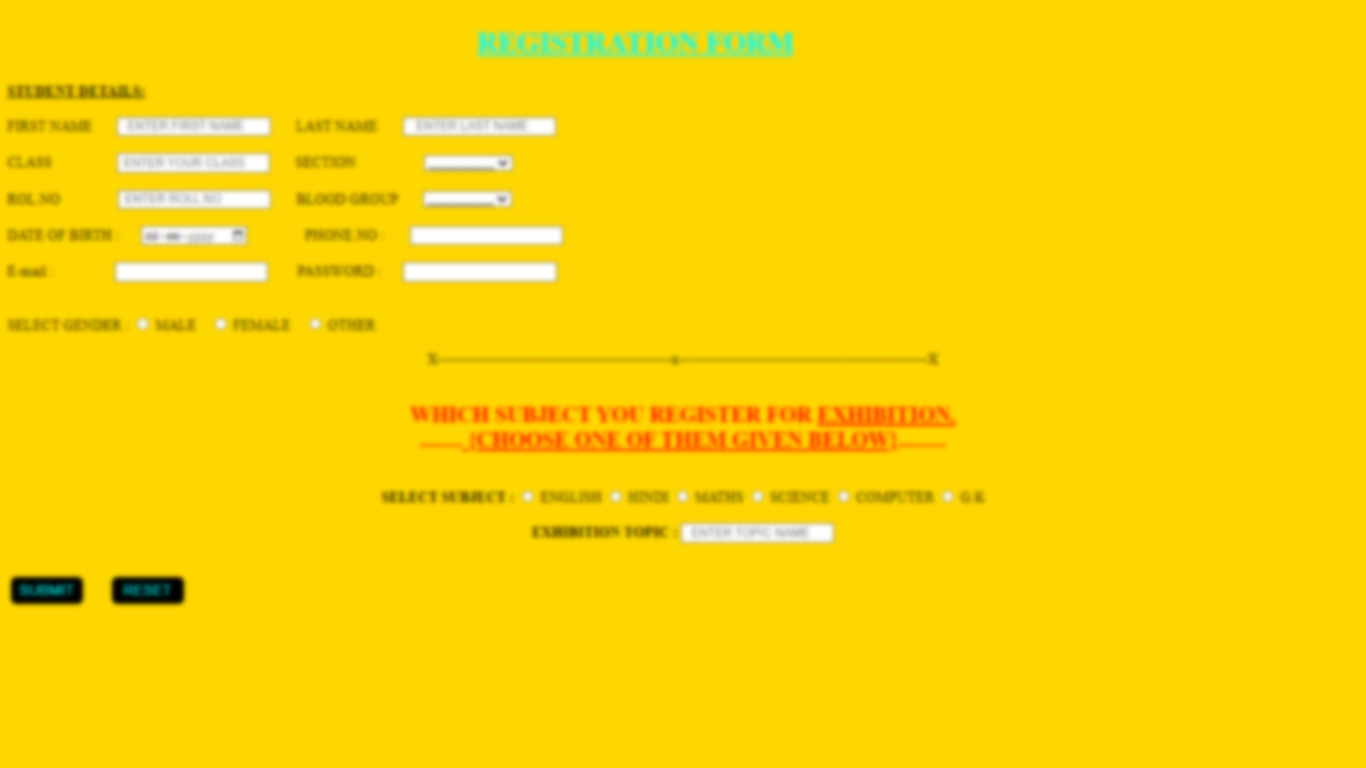 REGISTRATION FORM
STUDENT DETAILS:
FIRST NAME ENTER FIRST NAME LAST NAME ENTER LAST NAME
CLASS ENTER YOUR CLASS SECTION
ROL.NO ENTER ROLL.NO BLOOD GROUP
DATE OF BIRTH : dd-mm-yyyy PHONE.NO :
E-mail : PASSWORD :
SELECT GENDER : MALE FEMALE OTHER
X--------------------------------------------x------------------------------------------X
WHICH SUBJECT YOU REGISTER FOR EXHIBITION.
........ {CHOOSE ONE OF THEM GIVEN BELOW}.........
SELECT SUBJECT : ENGLISH HINDI MATHS SCIENCE COMPUTER G.K
EXHIBITION TOPIC : ENTER TOPIC NAME
SUBMIT RESET